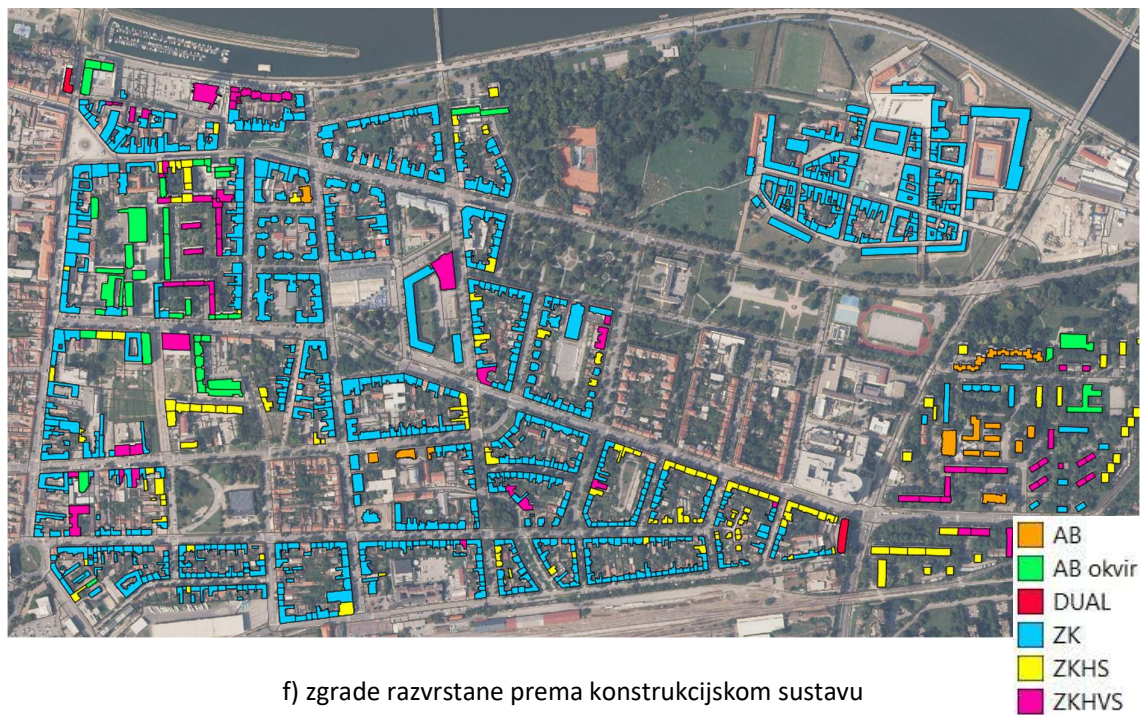 AB
AB okvir
DUAL
ZK
ZKHS
ZKHVS
f) zgrade razvrstane prema konstrukcijskom sustavu